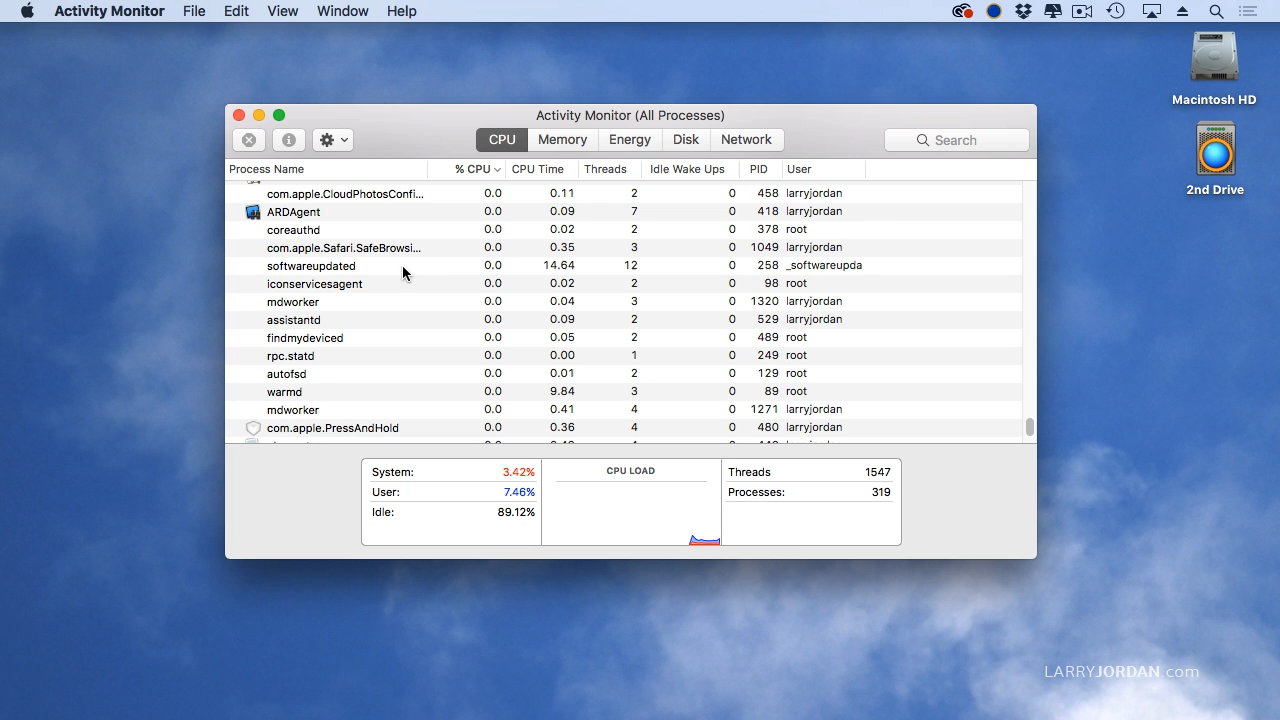 Activity Monitor File Edit View Window Help
Macintosh HD
2nd Drive
Activity Monitor (All Processes)
CPU Memory Energy Disk Network Search
Process Name % CPU CPU Time Threads Idle Wake Ups PID User
com.apple.CloudPhotosConfi... 0.0 0.11 2 0 458 larryjordan
ARDAgent 0.0 0.09 7 0 418 larryjordan
coreauthd 0.0 0.02 2 0 378 root
com.apple.Safari.SafeBrowsi... 0.0 0.35 3 0 1049 larryjordan
softwareupdated 0.0 14.64 12 0 258 _softwareupda
iconservicesagent 0.0 0.02 2 0 98 root
mdworker 0.0 0.04 3 0 1320 larryjordan
assistantd 0.0 0.09 2 0 529 larryjordan
findmydeviced 0.0 0.05 2 0 489 root
rpc.statd 0.0 0.00 1 0 249 root
autofsd 0.0 0.01 2 0 129 root
warmd 0.0 9.84 3 0 89 root
mdworker 0.0 0.41 4 0 1271 larryjordan
com.apple.PressAndHold 0.0 0.36 4 0 480 larryjordan
System: 3.42% CPU LOAD Threads 1547
User: 7.46% Processes: 319
Idle: 89.12%
LARRYJORDAN.com